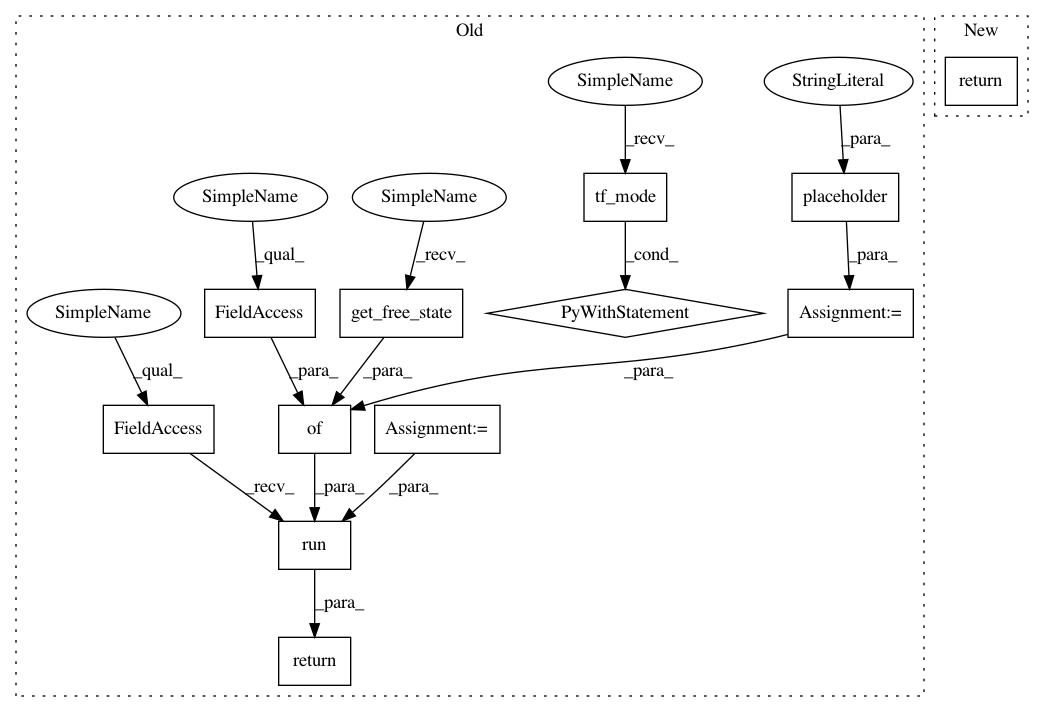 Old
New
SimpleName
StringLiteral
return
_recv_
_para_
SimpleName
SimpleName
tf_mode
placeholder
_qual_
_recv_
_cond_
_para_
SimpleName
FieldAccess
get_free_state
PyWithStatement
Assignment:=
_qual_
_para_
_para_
_para_
FieldAccess
of
Assignment:=
_recv_
_para_
_para_
run
_para_
return